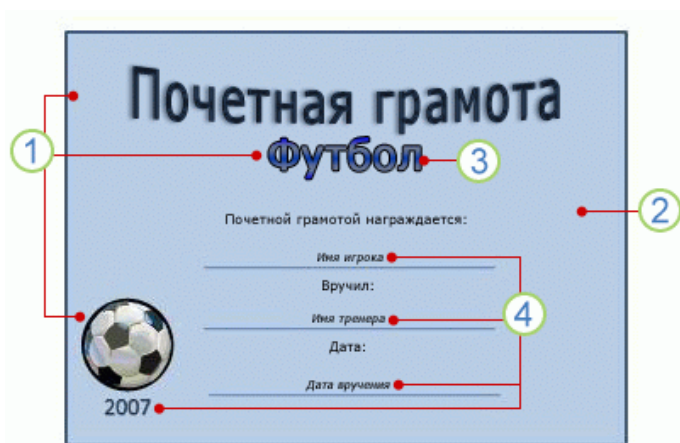 Почетная грамота
Футбол
1
3
2
Почетной грамотой награждается:
Имя игрока
Вручил:
4
Имя тренера
Дата:
Дата вручения
2007